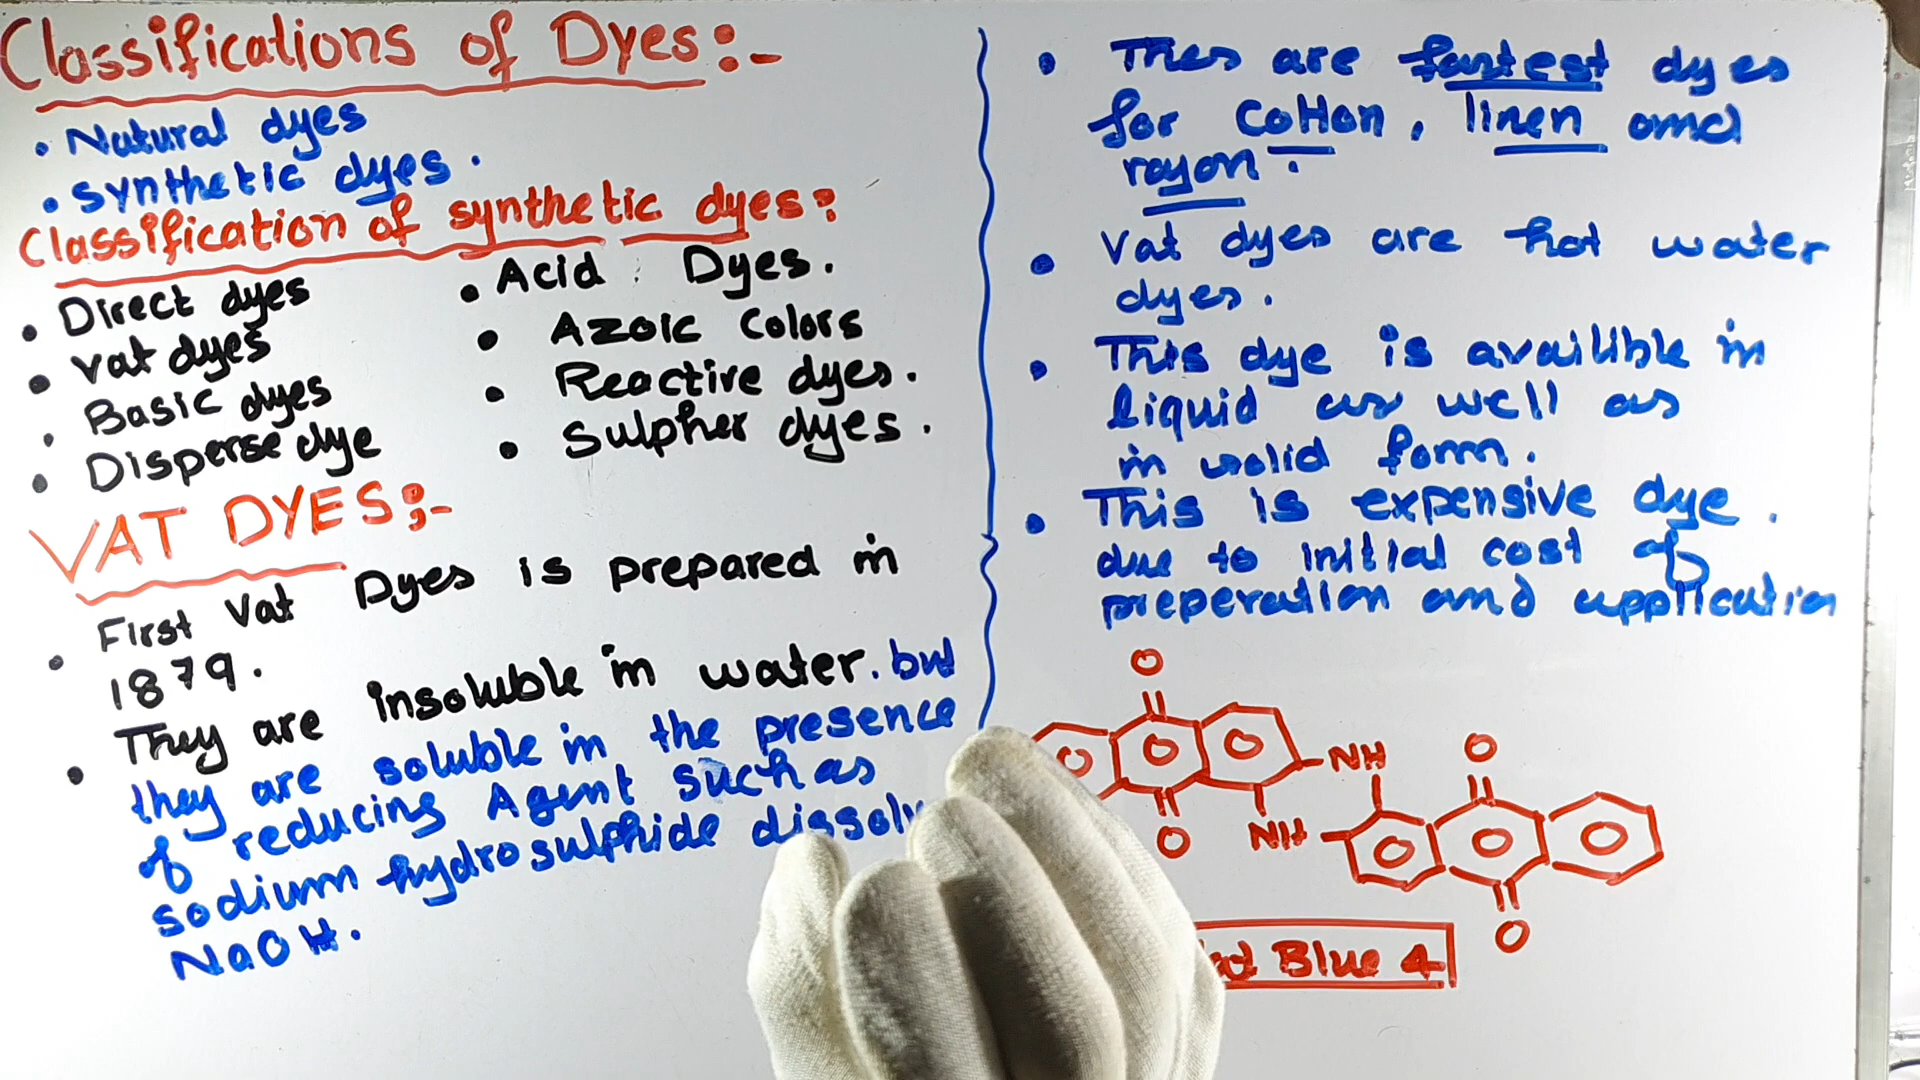 Classifications of Dyes:-
• Natural dyes
• Synthetic dyes.
Classification of synthetic dyes:
• Direct dyes
• Vat dyes
• Basic dyes
• Disperse dye
• Acid Dyes.
• Azoic Colors
• Reactive dyes.
• Sulpher dyes.
VAT DYES:-
• First Vat Dyes is prepared in
1879.
• They are insoluble in water. but
they are soluble in the presence
of reducing Agent such as
sodium hydrosulphide
NaOH.
• Thes are fastest dyes
for Cotton, linen and
rayon.
• Vat dyes are hot water
dyes.
• This dye is availible in
liquid as well as
in solid form.
• This is expensive dye.
due to initial cost of
preperation and application
O
O
NH
NH
O
O
Blue 4